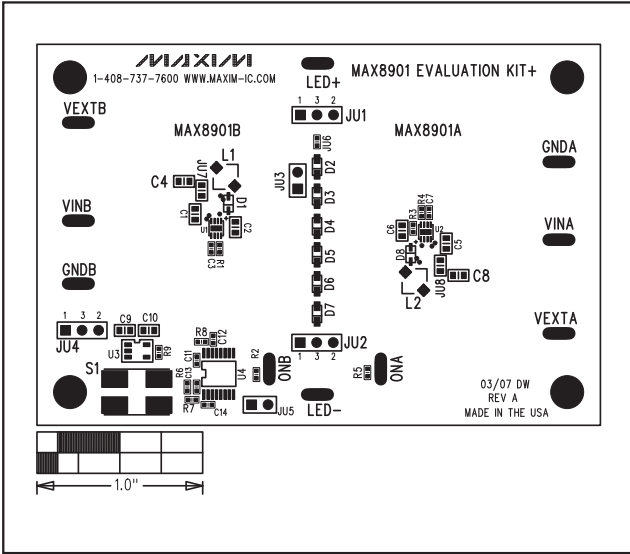 MAXIM
1-408-737-7600 WWW.MAXIM-IC.COM
LED+
MAX8901 EVALUATION KIT+
VEXTB
1 3 2
JU1
MAX8901B
MAX8901A
JU6
GNDA
L1
JU7
C4
JU3
D2
D1
D3
C1
U1
C2
C3
R1
VINB
D4
R4
C7
R3
C6
U2
C5
D8
VINA
D5
GNDB
D6
L2
JU8
C8
D7
VEXTA
1 3 2
JU4
C9
C10
U3
R9
R8
C12
C11
1 3 2
JU2
S1
R6
C13
U4
R2
ONB
R5
ONA
R7
C14
JU5
LED-
03/07 DW
REV A
MADE IN THE USA
1.0"